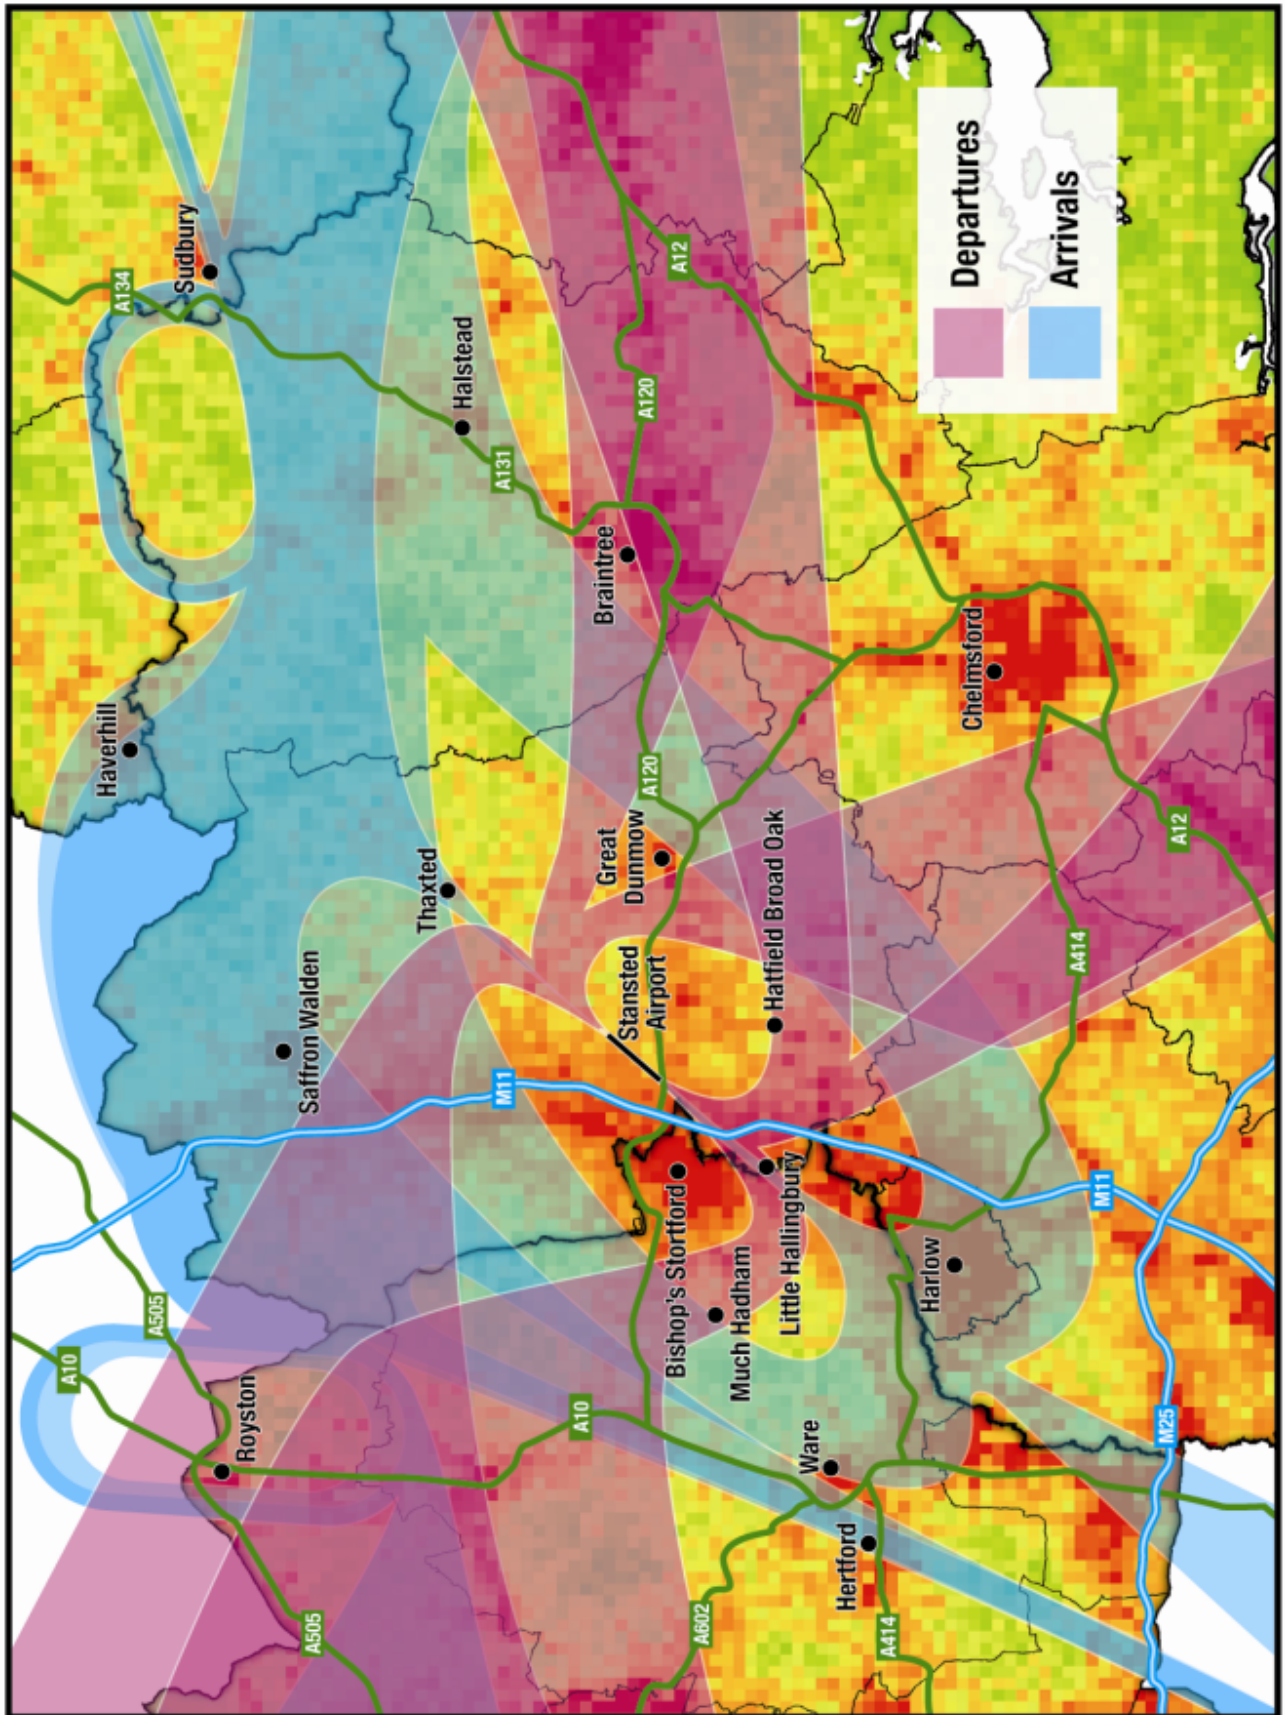 A10
Haverhill
A134
A505
Sudbury
Royston
A505
Saffron Walden
Thaxted
Halstead
M11
A131
A10
Braintree
Great
Dunmow
Stansted
Airport
A120
A120
Bishop's Stortford
A12
A602
Much Hadham
Hatfield Broad Oak
Little Hallingbury
Ware
Hertford
A414
Harlow
Chelmsford
Departures
Arrivals
A414
M11
M25
A12